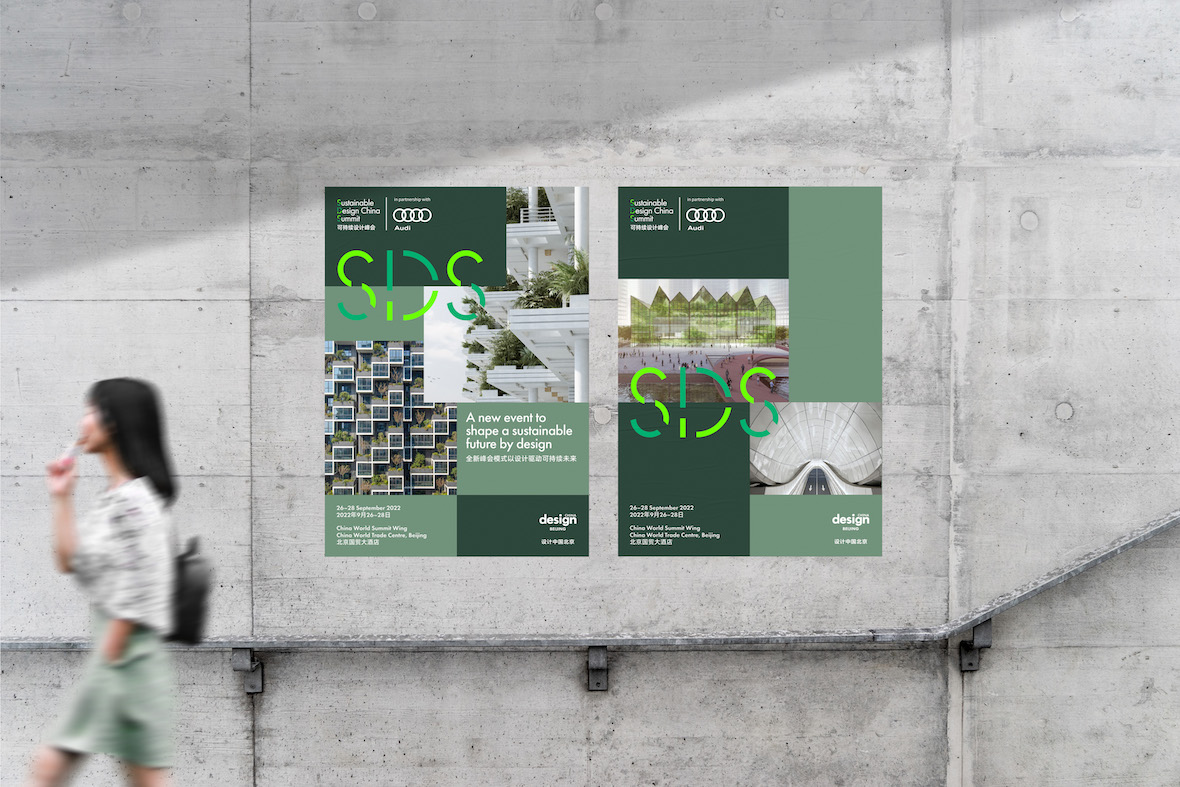 Sustainable
Design China
Summit
可持续设计峰会
in partnership with
Audi
SDS
A new event to
shape a sustainable
future by design
全新峰会模式以设计驱动可持续未来
26–28 September 2022
2022年9月26–28日
China World Summit Wing
China World Trade Centre, Beijing
北京国贸大酒店
design
CHINA
BEIJING
设计中国北京
Sustainable
Design China
Summit
可持续设计峰会
in partnership with
Audi
SDS
26–28 September 2022
2022年9月26–28日
China World Summit Wing
China World Trade Centre, Beijing
北京国贸大酒店
design
CHINA
BEIJING
设计中国北京